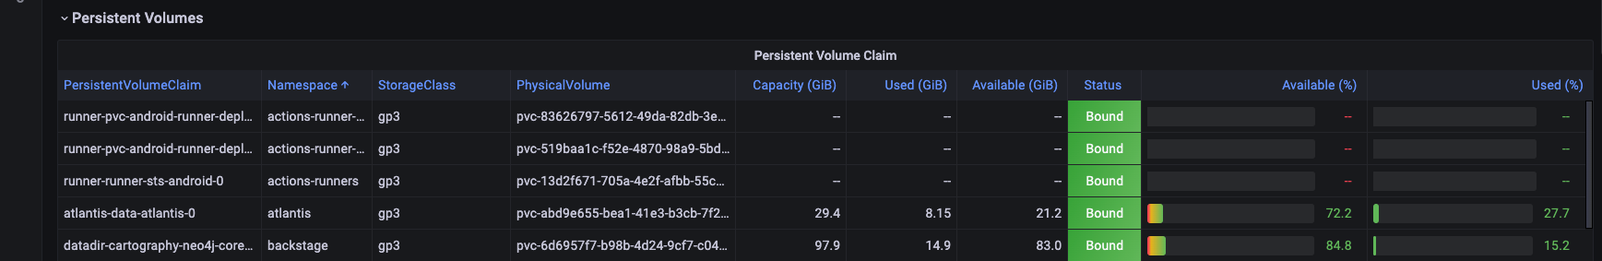 Persistent Volumes
Persistent Volume Claim
PersistentVolumeClaim Namespace ↑ StorageClass PhysicalVolume Capacity (GiB) Used (GiB) Available (GiB) Status Available (%) Used (%)
runner-pvc-android-runner-depl... actions-runner-... gp3 pvc-83626797-5612-49da-82db-3e... -- -- -- Bound -- --
runner-pvc-android-runner-depl... actions-runner-... gp3 pvc-519baa1c-f52e-4870-98a9-5bd... -- -- -- Bound -- --
runner-runner-sts-android-0 actions-runners gp3 pvc-13d2f671-705a-4e2f-afbb-55c... -- -- -- Bound -- --
atlantis-data-atlantis-0 atlantis gp3 pvc-abd9e655-bea1-41e3-b3cb-7f2... 29.4 8.15 21.2 Bound 72.2 27.7
datadir-cartography-neo4j-core... backstage gp3 pvc-6d6957f7-b98b-4d24-9cf7-c04... 97.9 14.9 83.0 Bound 84.8 15.2